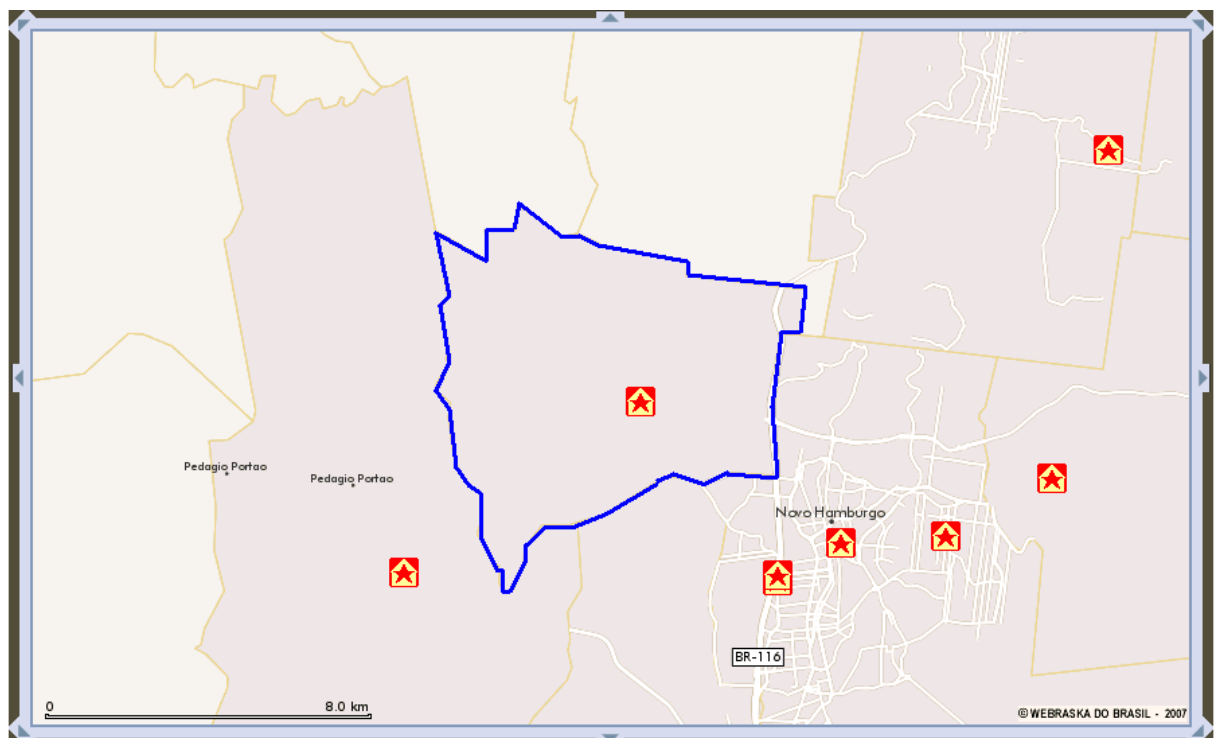 Pedagio Portao
Pedagio Portao
Novo Hamburgo
BR-116
0 8.0 km
© WEBRASKA DO BRASIL - 2007